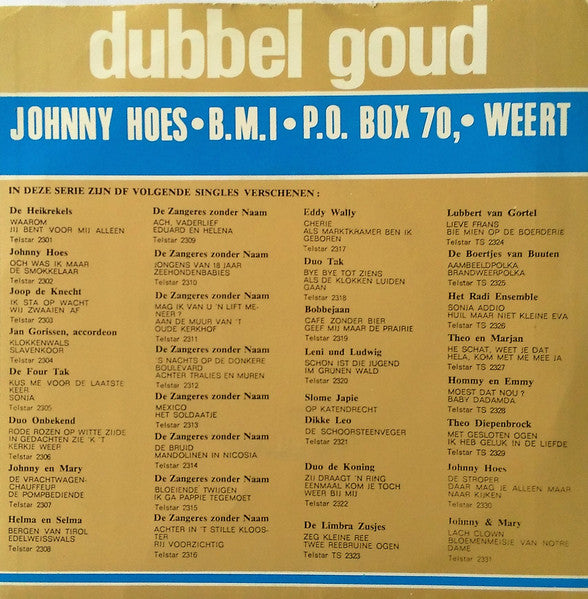 dubbel goud
JOHNNY HOES • B.M.I • P.O. BOX 70, • WEERT
IN DEZE SERIE ZIJN DE VOLGENDE SINGLES VERSCHENEN :
De Heikrekels
WAAROM
JIJ BENT VOOR MIJ ALLEEN
Telstar 2301
Johnny Hoes
OCH WAS IK MAAR
DE SMOKKELAAR
Telstar 2302
Joop de Knecht
IK STA OP WACHT
WIJ ZWAAIEN AF
Telstar 2303
Jan Gorissen, accordeon
KLOKKENWALS
SLAVENKOOR
Telstar 2304
De Four Tak
KUS ME VOOR DE LAATSTE
KEER
SONJA
Telstar 2305
Duo Onbekend
RODE ROZEN OP WITTE ZIJDE
IN GEDACHTEN ZIE 'K 'T
KERKJE WEER
Telstar 2306
Johnny en Mary
DE VRACHTWAGEN-
CHAUFFEUR
DE POMPBEDIENDE
Telstar 2307
Helma en Selma
BERGEN VAN TIROL
EDELWEISSWALS
Telstar 2308
De Zangeres zonder Naam
ACH, VADERLIEF
EDUARD EN HELENA
Telstar 2309
De Zangeres zonder Naam
JONGENS VAN 18 JAAR
ZEEHONDENBABIES
Telstar 2310
De Zangeres zonder Naam
MAG IK VAN U 'N LIFT ME-
NEER ?
AAN DE MUUR VAN 'T
OUDE KERKHOF
Telstar 2311
De Zangeres zonder Naam
'S NACHTS OP DE DONKERE
BOULEVARD
ACHTER TRALIES EN MUREN
Telstar 2312
De Zangeres zonder Naam
MEXICO
HET SOLDAATJE
Telstar 2313
De Zangeres zonder Naam
DE BRUID
MANDOLINEN IN NICOSIA
Telstar 2314
De Zangeres zonder Naam
BLOEIENDE TWIJGEN
IK GA PAPPIE TEGEMOET
Telstar 2315
De Zangeres zonder Naam
ACHTER IN 'T STILLE KLOOS-
TER
RIJ VOORZICHTIG
Telstar 2316
Eddy Wally
CHERIE
ALS MARKTKRAMER BEN IK
GEBOREN
Telstar 2317
Duo Tak
BYE BYE TOT ZIENS
ALS DE KLOKKEN LUIDEN
GAAN
Telstar 2318
Bobbejaan
CAFE ZONDER BIER
GEEF MIJ MAAR DE PRAIRIE
Telstar 2319
Leni und Ludwig
SCHON IST DIE JUGEND
IM GRÜNEN WALD
Telstar 2320
Slome Japie
OP KATENDRECHT
Dikke Leo
DE SCHOORSTEENVEGER
Telstar 2321
Duo de Koning
ZIJ DRAAGT 'N RING
EENMAAL KOM JE TOCH
WEER BIJ MIJ
Telstar 2322
De Limbra Zusjes
ZEG KLEINE REE
TWEE REEBRUINE OGEN
Telstar TS 2323
Lubbert van Gortel
LIEVE FRANS
BIE MIEN OP DE BOERDERIE
Telstar TS 2324
De Boertjes van Buuten
AAMBEELDPOLKA
BRANDWEERPOLKA
Telstar TS 2325
Het Radi Ensemble
SONJA ADDIO
HUIL MAAR NIET KLEINE EVA
Telstar TS 2326
Theo en Marjan
HE SCHAT, WEET JE DAT
HELA, KOM MET ME MEE JA
Telstar TS 2327
Hommy en Emmy
MOEST DAT NOU ?
BABY DADAMDA
Telstar TS 2328
Theo Diepenbrock
MET GESLOTEN OGEN
IK HEB GELUK IN DE LIEFDE
Telstar TS 2329
Johnny Hoes
DE STROPER
DAAR MAG JE ALLEEN MAAR
NAAR KIJKEN
Telstar 2330
Johnny & Mary
LACH CLOWN
BLOEMENMEISJE VAN NOTRE
DAME
Telstar 2331